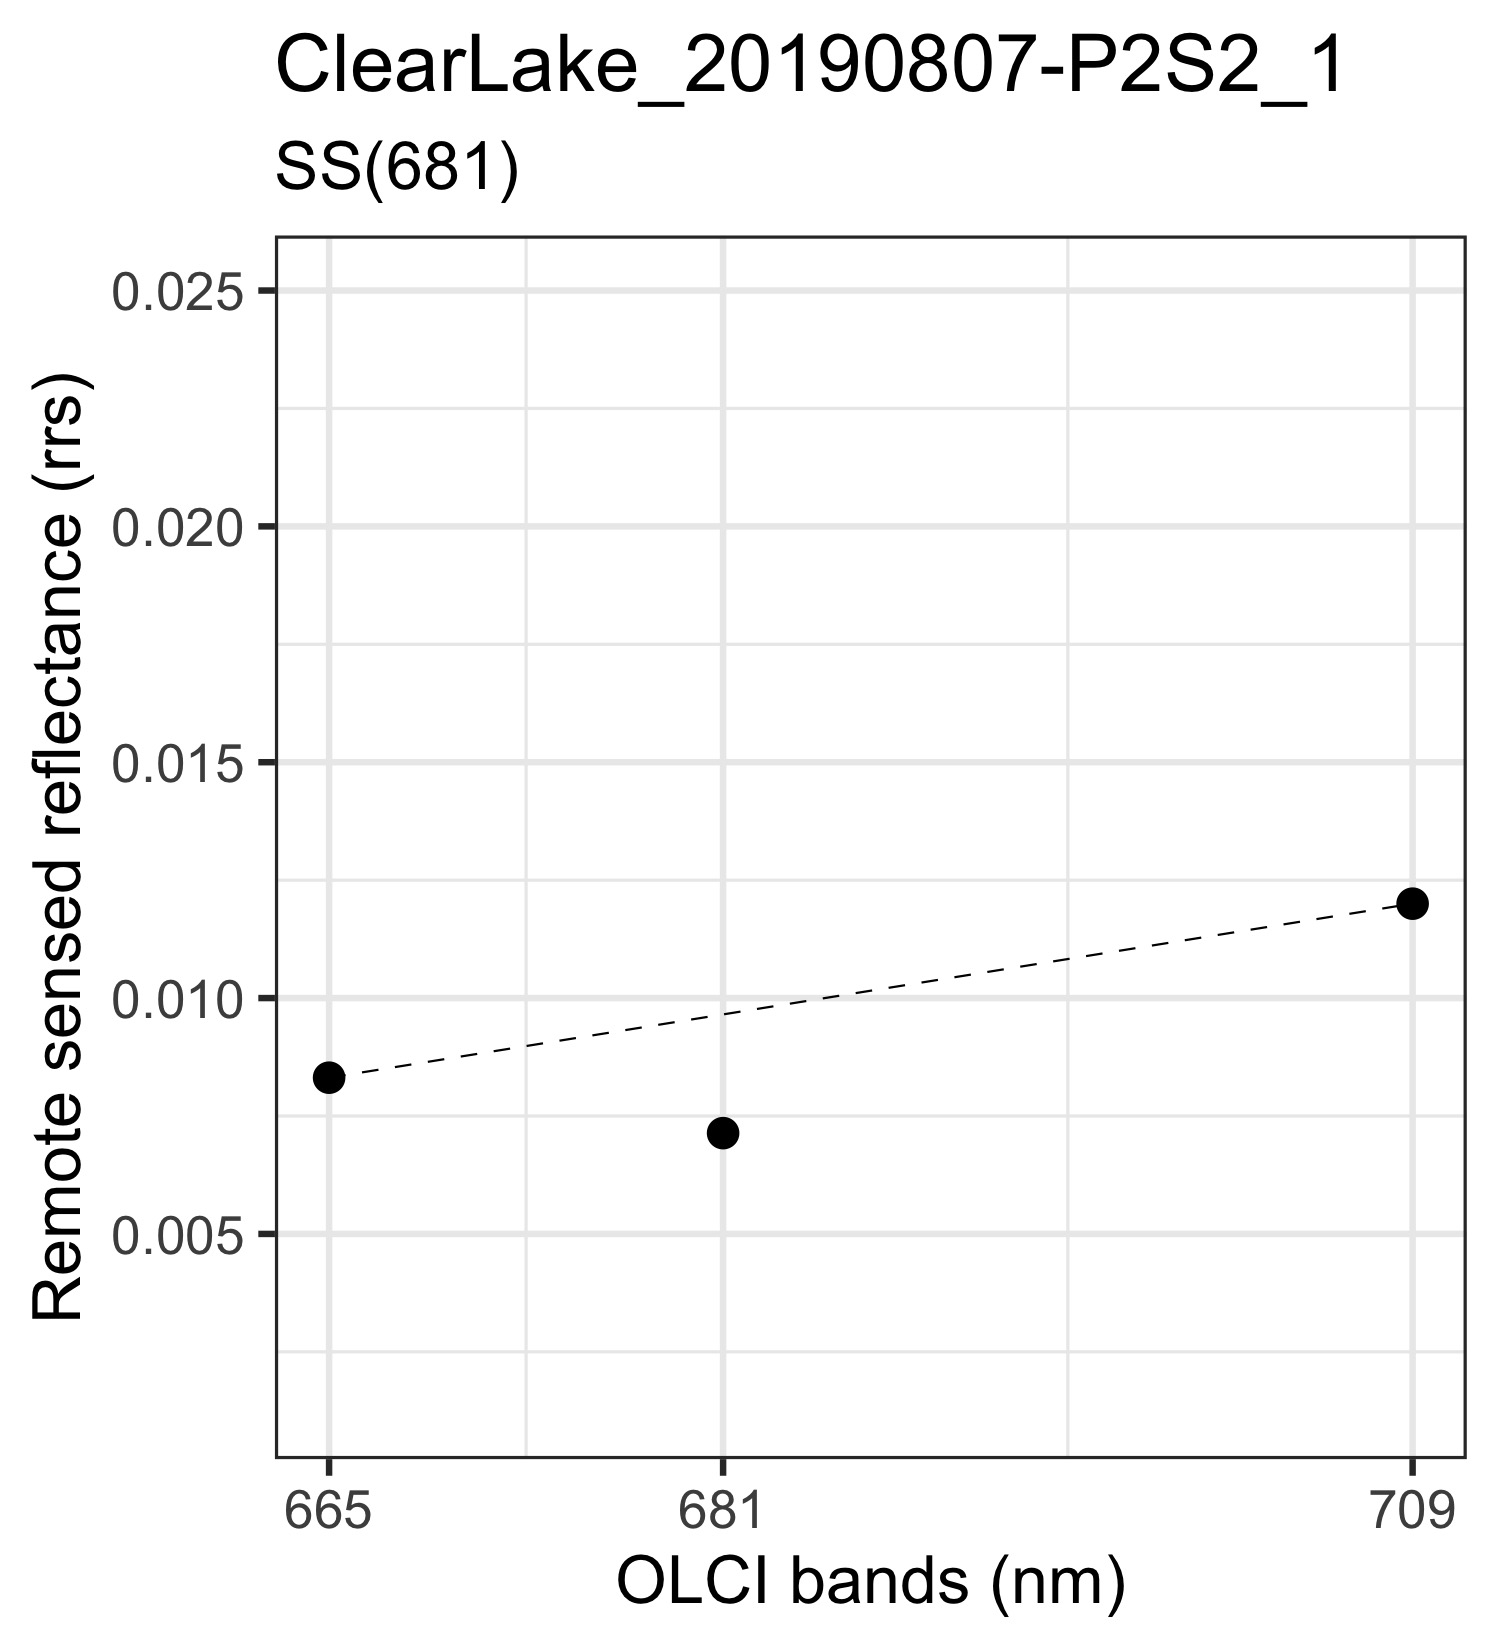 ClearLake_20190807-P2S2_1
SS(681)
Remote sensed reflectance (rrs)
0.025
0.020
0.015
0.010
0.005
665 681 709
OLCI bands (nm)